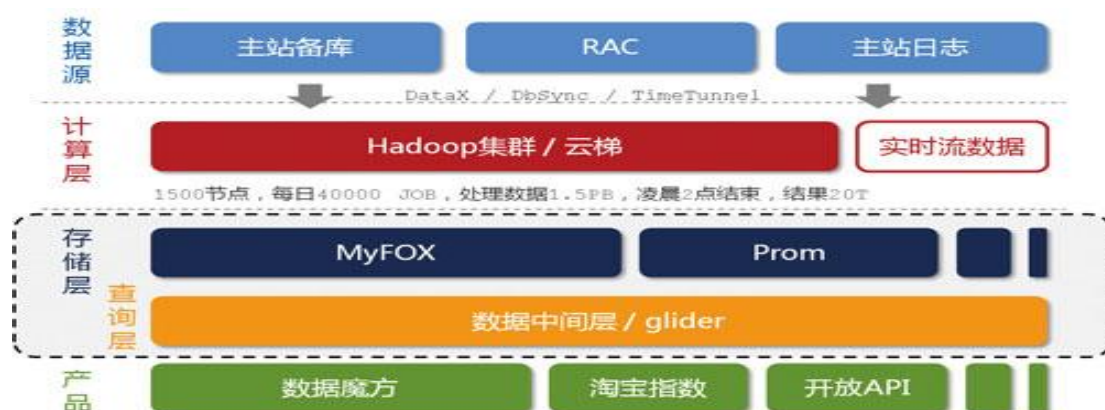 数据源
主站备库 RAC 主站日志
DataX / DbSync / TimeTunnel
计算层
Hadoop集群 / 云梯 实时流数据
1500节点，每日40000 JOB，处理数据1.5PB，凌晨2点结束，结果20T
存储层
MyFOX Prom
查询层
数据中间层 / glider
产品
数据魔方 淘宝指数 开放API